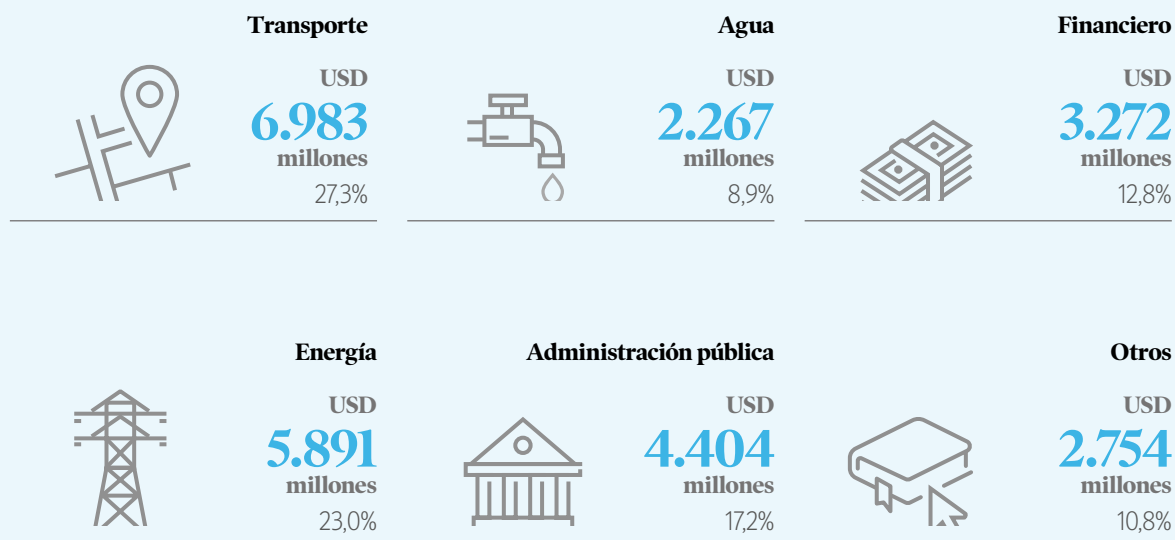 Transporte
USD
6.983
millones
27,3%
Agua
USD
2.267
millones
8,9%
Financiero
USD
3.272
millones
12,8%
Energía
USD
5.891
millones
23,0%
Administración pública
USD
4.404
millones
17,2%
Otros
USD
2.754
millones
10,8%